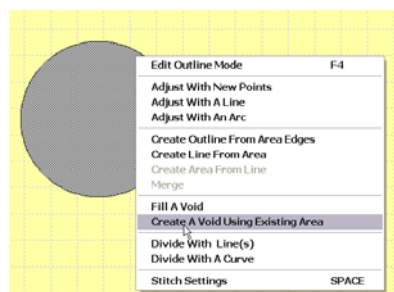 Edit Outline Mode F4
Adjust With New Points
Adjust With A Line
Adjust With An Arc
Create Outline From Area Edges
Create Line From Area
Create Area From Line
Merge
Fill A Void
Create A Void Using Existing Area
Divide With Line(s)
Divide With A Curve
Stitch Settings SPACE